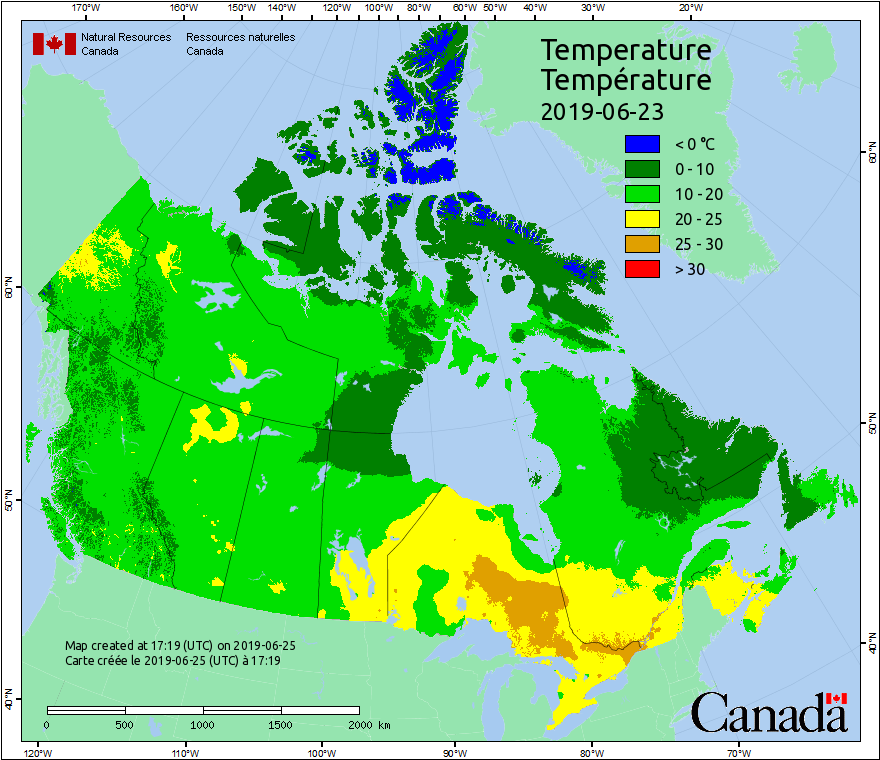 170°W 160°W 150°W 140°W 120°W 100°W 80°W 60°W 50°W 40°W 30°W 20°W
Natural Resources Ressources naturelles
Canada Canada
Temperature
Température
2019-06-23
< 0 °C
0 - 10
10 - 20
20 - 25
25 - 30
> 30
60°N
60°N
50°N
50°N
40°N
40°N
Map created at 17:19 (UTC) on 2019-06-25
Carte créée le 2019-06-25 (UTC) à 17:19
0 500 1000 1500 2000 km
Canada
120°W 110°W 100°W 90°W 80°W 70°W